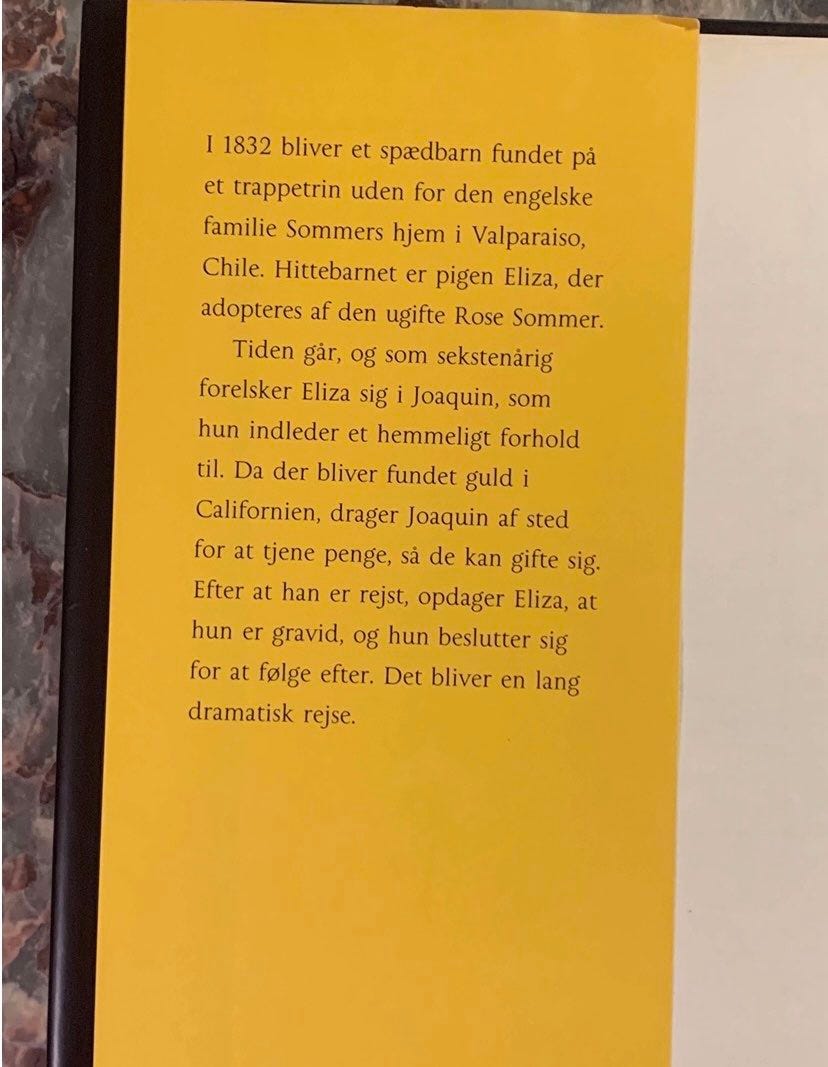 I 1832 bliver et spædbarn fundet på
et trappetrin uden for den engelske
familie Sommers hjem i Valparaiso,
Chile. Hittebarnet er pigen Eliza, der
adopteres af den ugifte Rose Sommer.
Tiden går, og som sekstenårig
forelsker Eliza sig i Joaquin, som
hun indleder et hemmeligt forhold
til. Da der bliver fundet guld i
Californien, drager Joaquin af sted
for at tjene penge, så de kan gifte sig.
Efter at han er rejst, opdager Eliza, at
hun er gravid, og hun beslutter sig
for at følge efter. Det bliver en lang
dramatisk rejse.